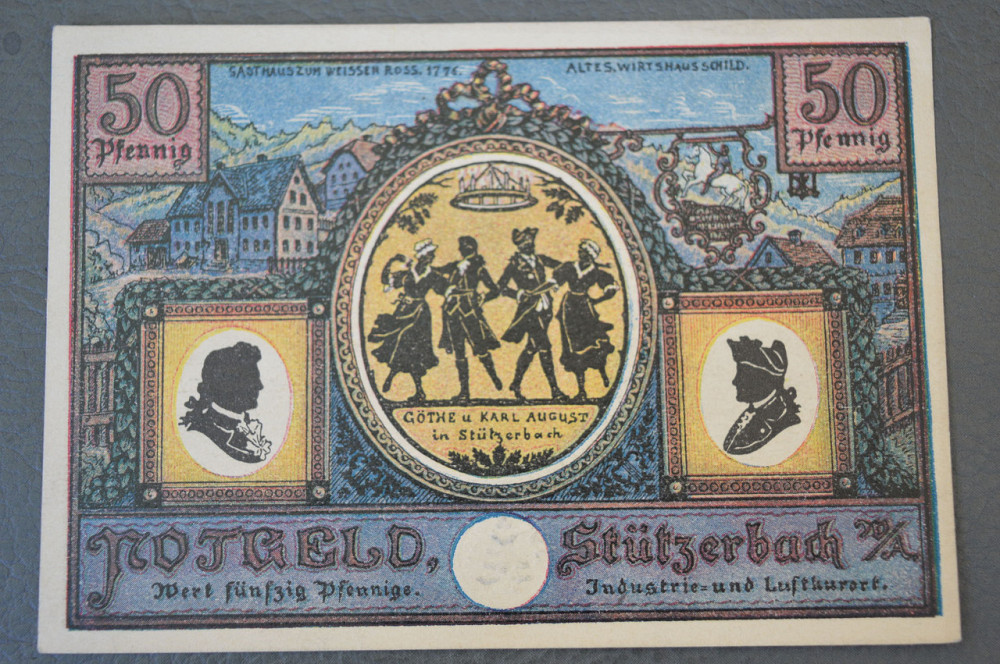 50
Pfennig
GASTHAUS ZUM WEISSEN ROSS. 1776.
ALTES. WIRTSHAUSSCHILD.
50
Pfennig
GÖTHE u KARL AUGUST
in Stützerbach
NOTGELD,
Wert fünfzig Pfennige.
Stützerbach
Industrie- und Luftkurort.